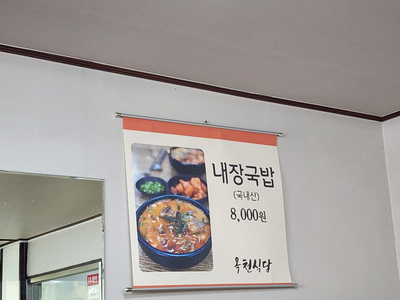 내장국밥
(국내산)
8,000원
옥천식당